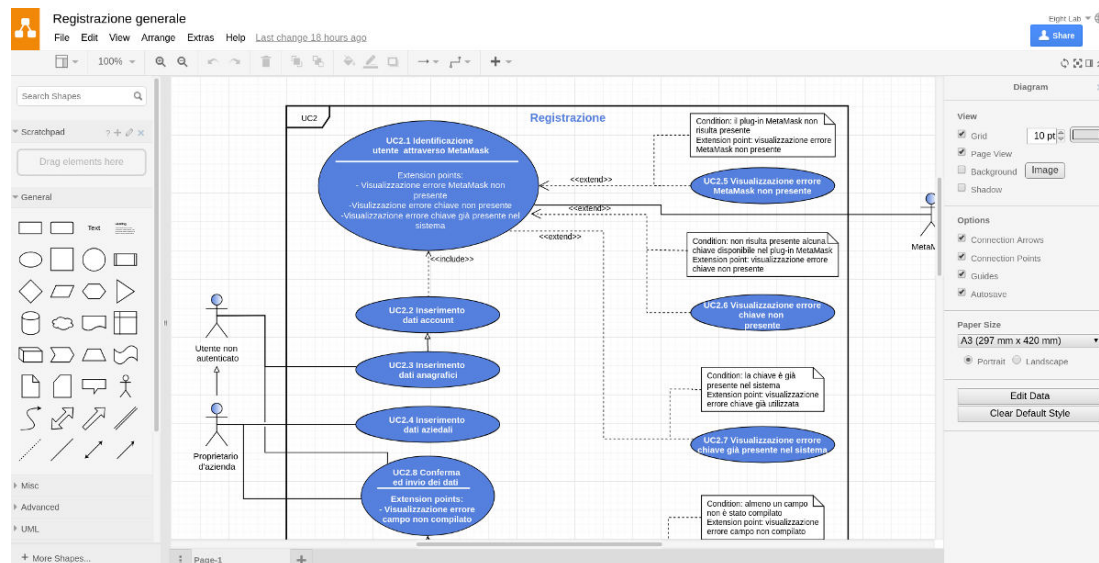 Registrazione generale
File Edit View Arrange Extras Help Last change 18 hours ago
Eight Lab
Share
100%
Search Shapes
Scratchpad
Drag elements here
General
Text
Misc
Advanced
UML
+ More Shapes...
UC2
Registrazione
UC2.1 Identificazione
utente attraverso MetaMask
Extension points:
- Visualizzazione errore MetaMask non
presente
-Visulizzazione errore chiave non presente
-Visualizzazione errore chiave già presente nel
sistema
Condition: il plug-in MetaMask non
risulta presente
Extension point: visualizzazione errore
MetaMask non presente
<<extend>>
UC2.5 Visualizzazione errore
MetaMask non presente
<<extend>>
<<extend>>
MetaM
Condition: non risulta presente alcuna
chiave disponibile nel plug-in MetaMask
Extension point: visualizzazione errore
chiave non presente
<<include>>
UC2.2 Inserimento
dati account
UC2.6 Visualizzazione errore
chiave non
presente
Utente non
autenticato
UC2.3 Inserimento
dati anagrafici
Condition: la chiave è già
presente nel sistema
Extension point: visualizzazione
errore chiave già utilizzata
UC2.4 Inserimento
dati aziedali
UC2.7 Visualizzazione errore
chiave già presente nel sistema
Proprietario
d'azienda
UC2.8 Conferma
ed invio dei dati
Extension points:
- Visualizzazione errore
campo non compilato
Condition: almeno un campo
non è stato compilato
Extension point: visualizzazione
errore campo non compilato
Page-1
Diagram
View
Grid 10 pt
Page View
Background Image
Shadow
Options
Connection Arrows
Connection Points
Guides
Autosave
Paper Size
A3 (297 mm x 420 mm)
Portrait Landscape
Edit Data
Clear Default Style